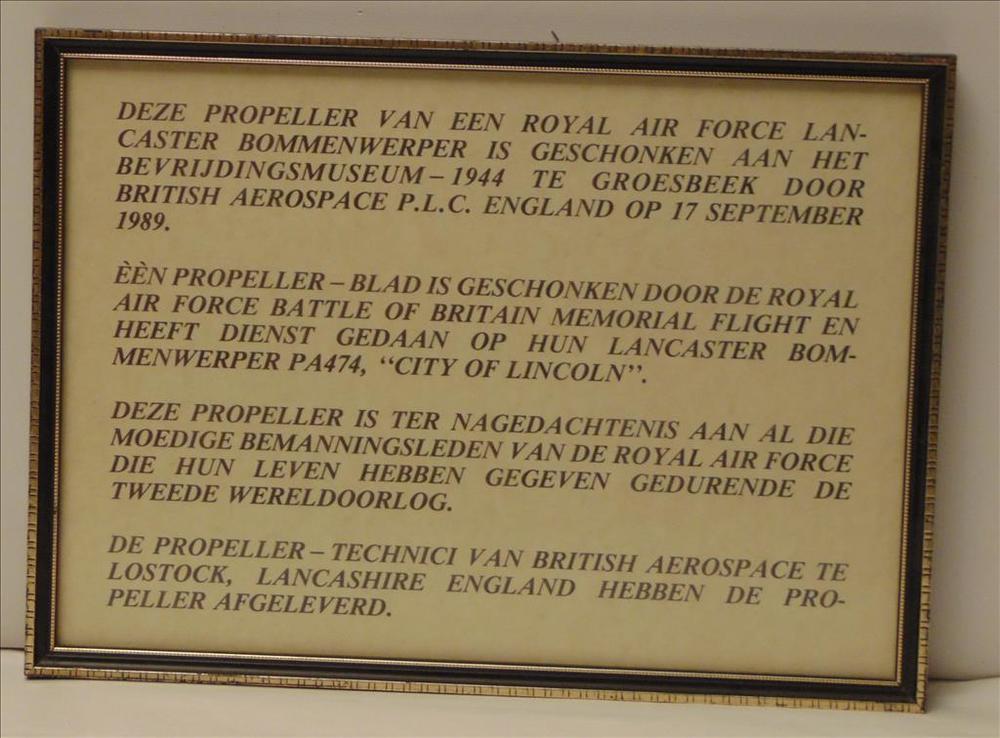 DEZE PROPELLER VAN EEN ROYAL AIR FORCE LAN-
CASTER BOMMENWERPER IS GESCHONKEN AAN HET
BEVRIJDINGSMUSEUM – 1944 TE GROESBEEK DOOR
BRITISH AEROSPACE P.L.C. ENGLAND OP 17 SEPTEMBER
1989.
ÈÈN PROPELLER – BLAD IS GESCHONKEN DOOR DE ROYAL
AIR FORCE BATTLE OF BRITAIN MEMORIAL FLIGHT EN
HEEFT DIENST GEDAAN OP HUN LANCASTER BOM-
MENWERPER PA474, “CITY OF LINCOLN”.
DEZE PROPELLER IS TER NAGEDACHTENIS AAN AL DIE
MOEDIGE BEMANNINGSLEDEN VAN DE ROYAL AIR FORCE
DIE HUN LEVEN HEBBEN GEGEVEN GEDURENDE DE
TWEEDE WERELDOORLOG.
DE PROPELLER – TECHNICI VAN BRITISH AEROSPACE TE
LOSTOCK, LANCASHIRE ENGLAND HEBBEN DE PRO-
PELLER AFGELEVERD.